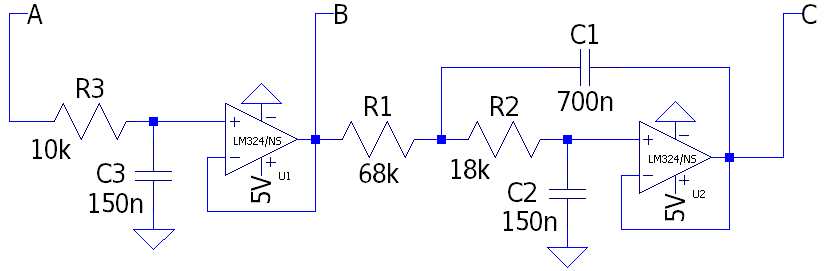 A
B
C
C1
700n
R3
R1
R2
+
−
LM324/NS
−
+
5V
U1
+
−
LM324/NS
−
+
5V
U2
10k
68k
18k
C3
150n
C2
150n